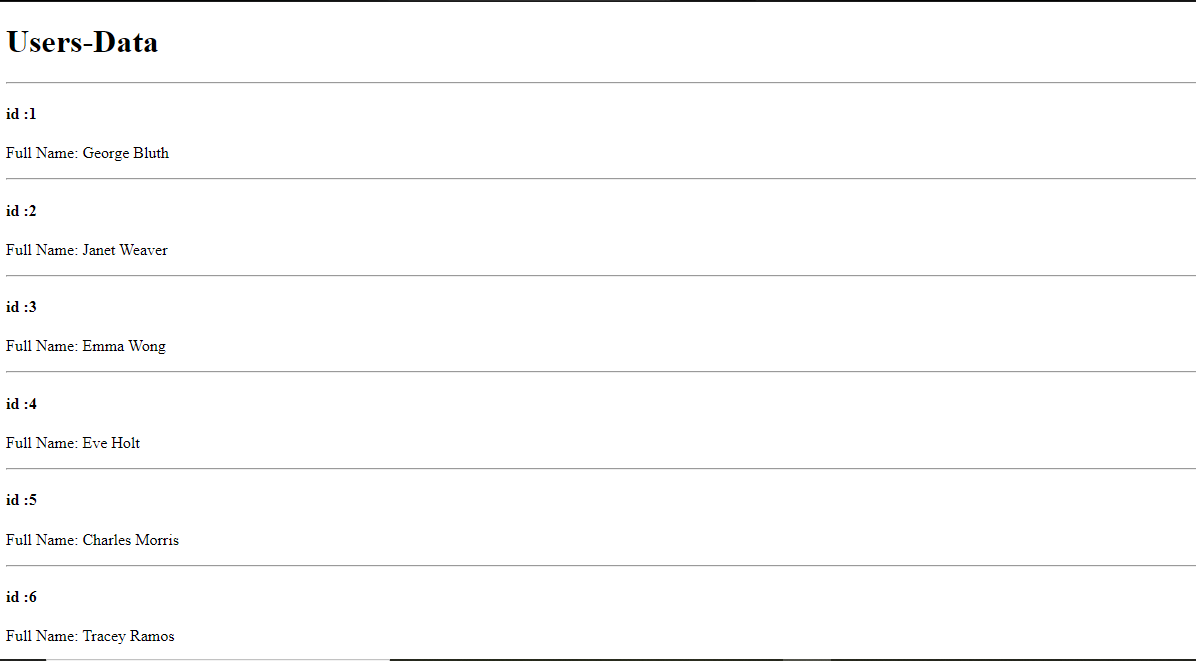 Users-Data
id :1
Full Name: George Bluth
id :2
Full Name: Janet Weaver
id :3
Full Name: Emma Wong
id :4
Full Name: Eve Holt
id :5
Full Name: Charles Morris
id :6
Full Name: Tracey Ramos